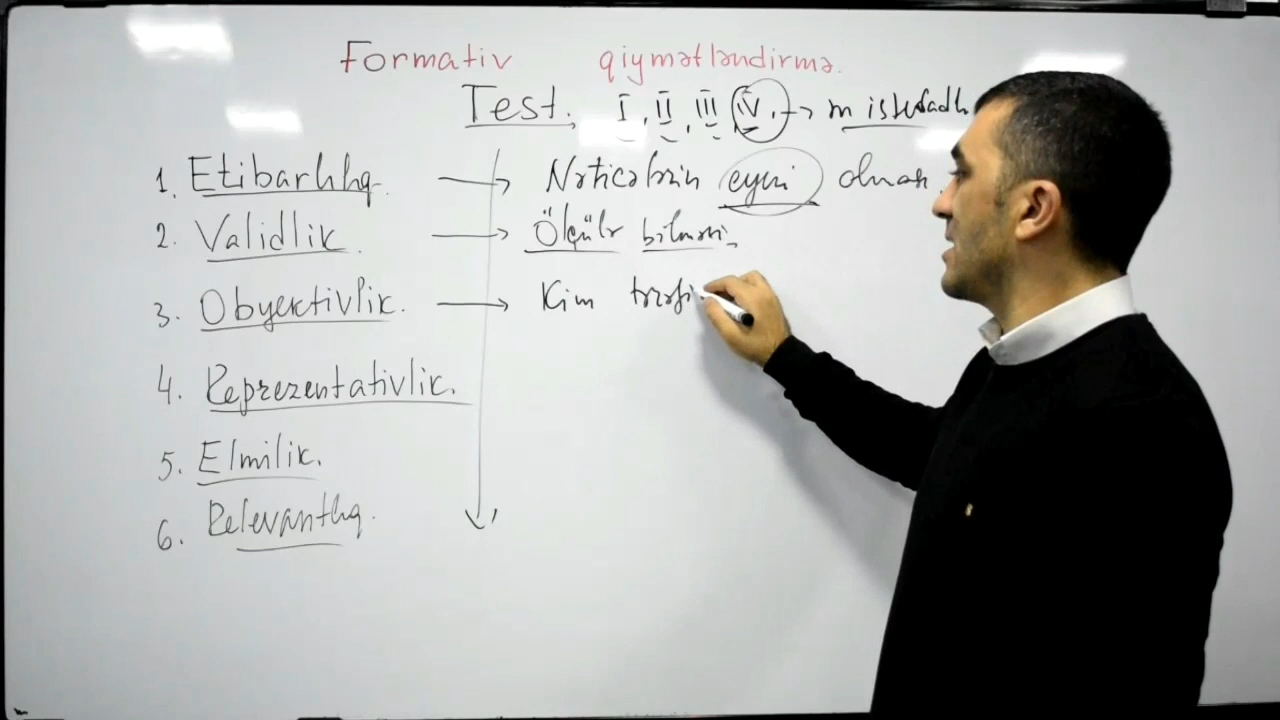 Formativ qiymətləndirmə.
Test. I, II, III, IV. → m istifadə
1. Etibarlılıq. → Nəticələrin eyni olması
2. Validlik. → Ölçülə bilməsi
3. Obyektivlik. → Kim tərəfi
4. Reprezentativlik.
5. Elmilik.
6. Relevantlıq.